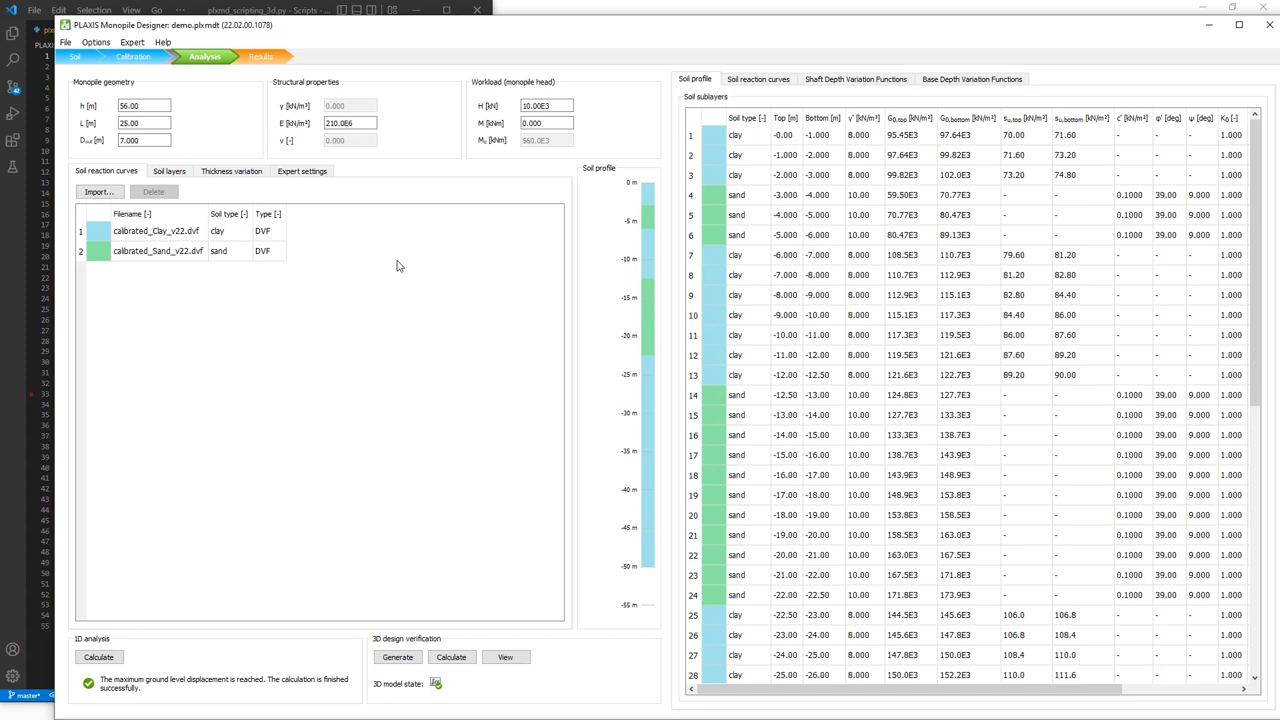 File Edit Selection View Go
plxmd_scripting_3d.py - Scripts - Visual Studio Code
PLAXIS Monopile Designer: demo.plxmdt (22.02.00.1078)
File Options Expert Help
Soil Calibration Analysis Results
Monopile geometry
h [m] 56.00
L [m] 25.00
Dout [m] 7.000
Structural properties
γ [kN/m³] 0.000
E [kN/m²] 210.0E6
ν [-] 0.000
Workload (monopile head)
H [kN] 10.00E3
M [kNm] 0.000
560.0E3
Soil reaction curves Soil layers Thickness variation Expert settings
Import... Delete
Filename [-] Soil type [-] Type [-]
1 calibrated_Clay_v22.dvf clay DVF
2 calibrated_Sand_v22.dvf sand DVF
Soil profile
0 m
-5 m
-10 m
-15 m
-20 m
-25 m
-30 m
-35 m
-40 m
-45 m
-50 m
-55 m
1D analysis
Calculate
The maximum ground level displacement is reached. The calculation is finished
successfully.
3D design verification
Generate Calculate View
3D model state:
Soil profile Soil reaction curves Shaft Depth Variation Functions Base Depth Variation Functions
Soil sublayers
Soil type [-] Top [m] Bottom [m] γ' [kN/m³] G0,top [kN/m²] G0,bottom [kN/m²] su,top [kN/m²] su,bottom [kN/m²] c' [kN/m²] φ' [deg] ψ [deg] K0 [-]
1 clay -0.00 -1.000 8.000 95.45E3 97.64E3 70.00 71.60 - - - 1.000
2 clay -1.000 -2.000 8.000 97.64E3 99.82E3 71.60 73.20 - - - 1.000
3 clay -2.000 -3.000 8.000 99.82E3 102.0E3 73.20 74.80 - - - 1.000
4 sand -3.000 -4.000 10.00 59.50E3 70.77E3 - - 0.1000 39.00 9.000 1.000
5 sand -4.000 -5.000 10.00 70.77E3 80.47E3 - - 0.1000 39.00 9.000 1.000
6 sand -5.000 -6.000 10.00 80.47E3 89.13E3 - - 0.1000 39.00 9.000 1.000
7 clay -6.000 -7.000 8.000 108.5E3 110.7E3 79.60 81.20 - - - 1.000
8 clay -7.000 -8.000 8.000 110.7E3 112.9E3 81.20 82.80 - - - 1.000
9 clay -8.000 -9.000 8.000 112.9E3 115.1E3 82.80 84.40 - - - 1.000
10 clay -9.000 -10.00 8.000 115.1E3 117.3E3 84.40 86.00 - - - 1.000
11 clay -10.00 -11.00 8.000 117.3E3 119.5E3 86.00 87.60 - - - 1.000
12 clay -11.00 -12.00 8.000 119.5E3 121.6E3 87.60 89.20 - - - 1.000
13 clay -12.00 -12.50 8.000 121.6E3 122.7E3 89.20 90.00 - - - 1.000
14 sand -12.50 -13.00 10.00 124.8E3 127.7E3 - - 0.1000 39.00 9.000 1.000
15 sand -13.00 -14.00 10.00 127.7E3 133.3E3 - - 0.1000 39.00 9.000 1.000
16 sand -14.00 -15.00 10.00 133.3E3 138.7E3 - - 0.1000 39.00 9.000 1.000
17 sand -15.00 -16.00 10.00 138.7E3 143.9E3 - - 0.1000 39.00 9.000 1.000
18 sand -16.00 -17.00 10.00 143.9E3 148.9E3 - - 0.1000 39.00 9.000 1.000
19 sand -17.00 -18.00 10.00 148.9E3 153.8E3 - - 0.1000 39.00 9.000 1.000
20 sand -18.00 -19.00 10.00 153.8E3 158.5E3 - - 0.1000 39.00 9.000 1.000
21 sand -19.00 -20.00 10.00 158.5E3 163.0E3 - - 0.1000 39.00 9.000 1.000
22 sand -20.00 -21.00 10.00 163.0E3 167.5E3 - - 0.1000 39.00 9.000 1.000
23 sand -21.00 -22.00 10.00 167.5E3 171.8E3 - - 0.1000 39.00 9.000 1.000
24 sand -22.00 -22.50 10.00 171.8E3 173.9E3 - - 0.1000 39.00 9.000 1.000
25 clay -22.50 -23.00 8.000 144.5E3 145.6E3 106.0 106.8 - - - 1.000
26 clay -23.00 -24.00 8.000 145.6E3 147.8E3 106.8 108.4 - - - 1.000
27 clay -24.00 -25.00 8.000 147.8E3 150.0E3 108.4 110.0 - - - 1.000
28 clay -25.00 -26.00 8.000 150.0E3 152.2E3 110.0 111.6 - - - 1.000
master*